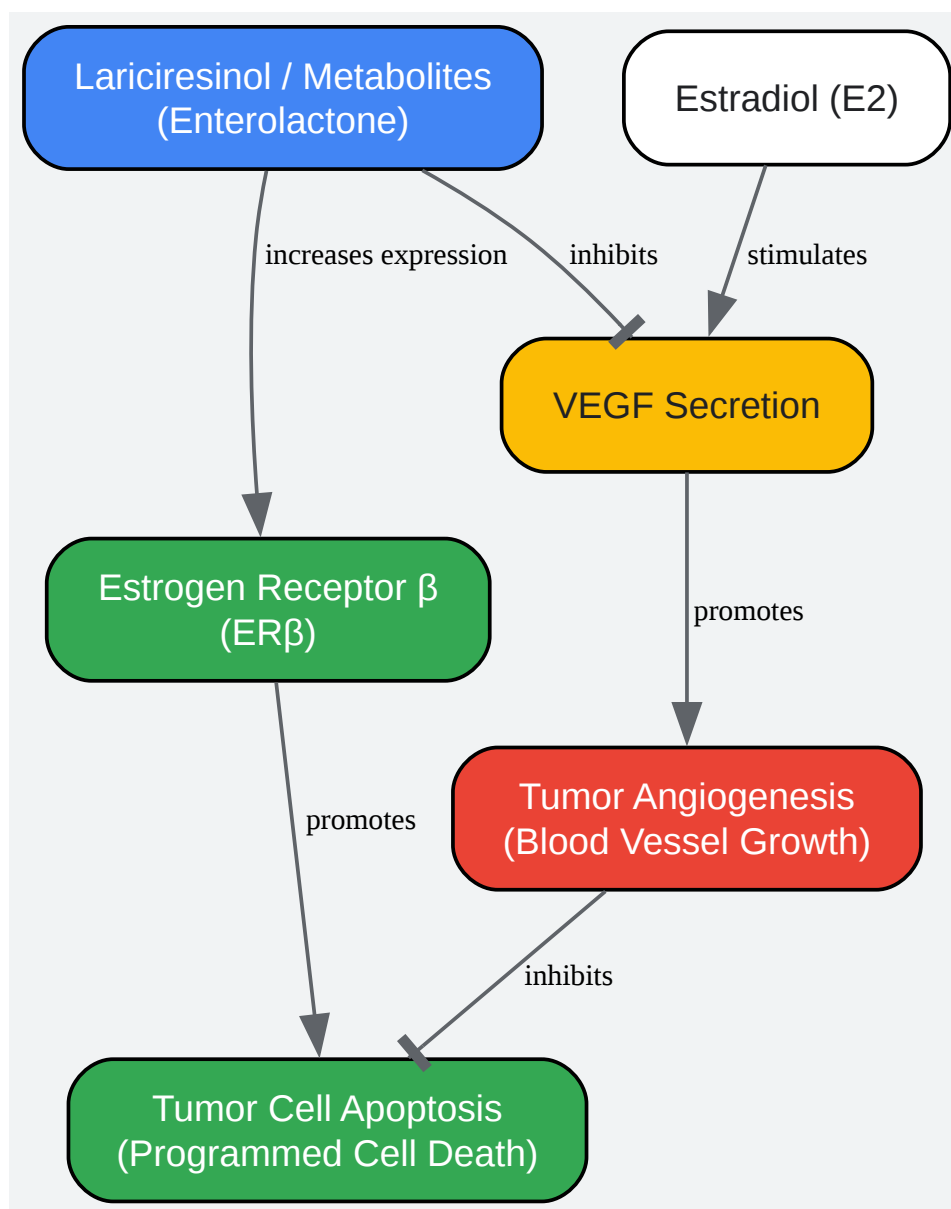 Lariciresinol / Metabolites
(Enterolactone)
Estradiol (E2)
increases expression
inhibits
stimulates
VEGF Secretion
Estrogen Receptor β
(ERβ)
promotes
Tumor Angiogenesis
(Blood Vessel Growth)
promotes
inhibits
Tumor Cell Apoptosis
(Programmed Cell Death)